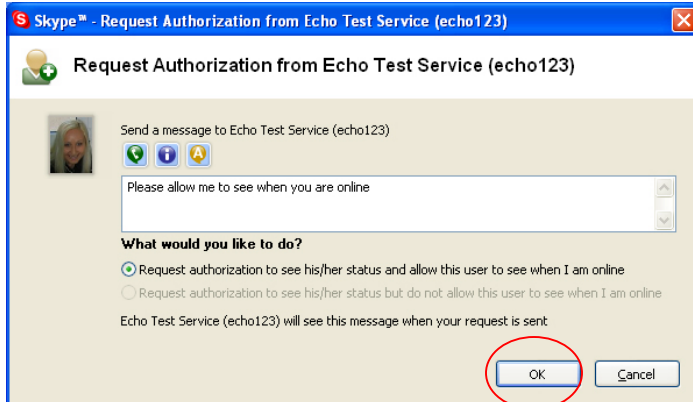 Skype™ - Request Authorization from Echo Test Service (echo123)
Request Authorization from Echo Test Service (echo123)
Send a message to Echo Test Service (echo123)
Please allow me to see when you are online
What would you like to do?
Request authorization to see his/her status and allow this user to see when I am online
Request authorization to see his/her status but do not allow this user to see when I am online
Echo Test Service (echo123) will see this message when your request is sent
OK Cancel